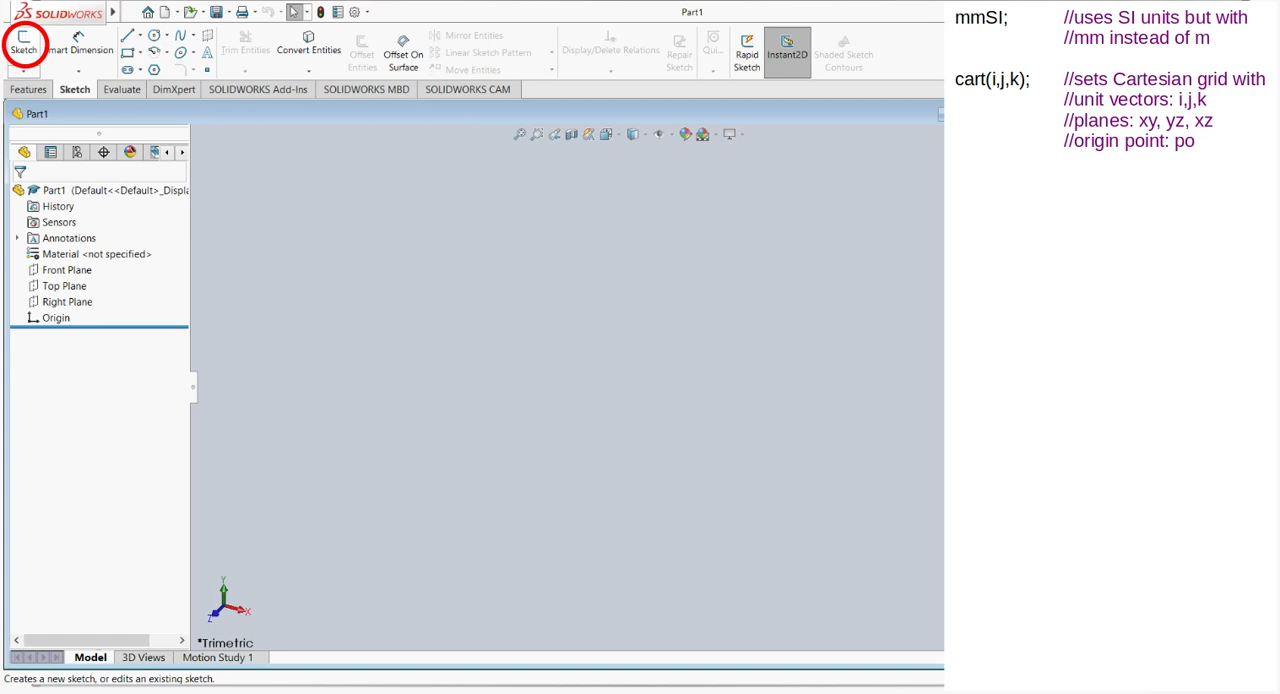 SOLIDWORKS
Part1
Sketch
mart Dimension
Trim Entities
Convert Entities
Offset
Entities
Offset On
Surface
Mirror Entities
Linear Sketch Pattern
Move Entities
Display/Delete Relations
Repair
Sketch
Qui...
Rapid
Sketch
Instant2D
Shaded Sketch
Contours
Features
Sketch
Evaluate
DimXpert
SOLIDWORKS Add-Ins
SOLIDWORKS MBD
SOLIDWORKS CAM
Part1
Part1 (Default<<Default>_Displa
History
Sensors
Annotations
Material <not specified>
Front Plane
Top Plane
Right Plane
Origin
Y
X
Z
*Trimetric
Model
3D Views
Motion Study 1
Creates a new sketch, or edits an existing sketch.
mmSI; //uses SI units but with
//mm instead of m
cart(i,j,k); //sets Cartesian grid with
//unit vectors: i,j,k
//planes: xy, yz, xz
//origin point: po